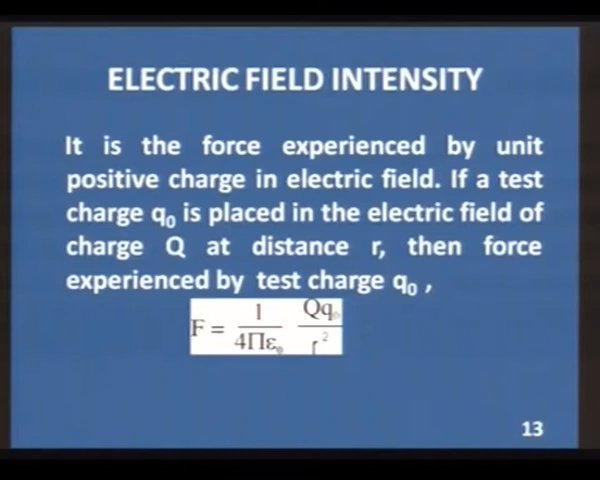 ELECTRIC FIELD INTENSITY
It is the force experienced by unit
positive charge in electric field. If a test
charge q₀ is placed in the electric field of
charge Q at distance r, then force
experienced by test charge q₀ ,
F = 1/4Πε₀ Qq₀/r²
13